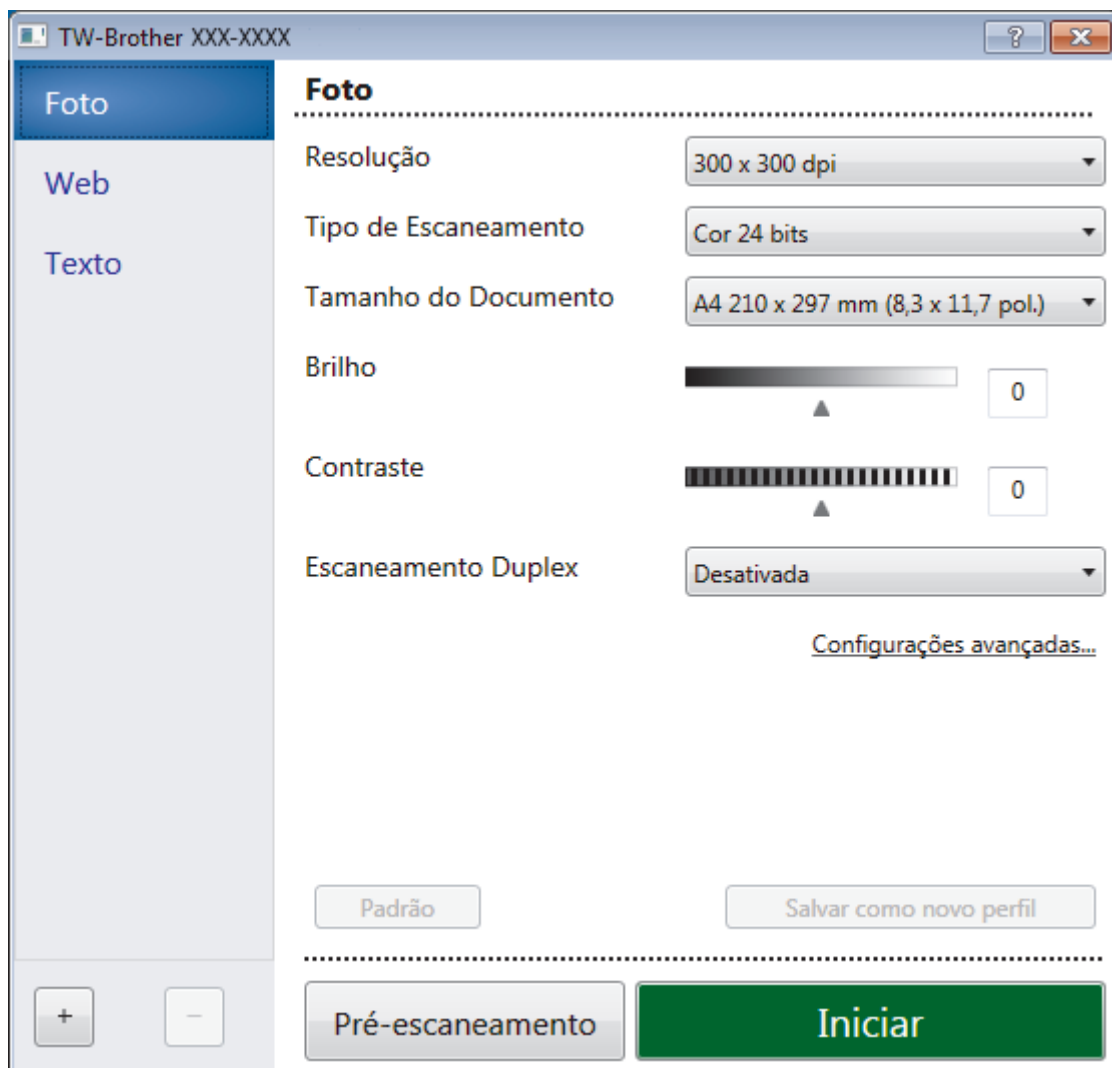 TW-Brother XXX-XXXX
Foto
Web
Texto
Foto
Resolução 300 x 300 dpi
Tipo de Escaneamento Cor 24 bits
Tamanho do Documento A4 210 x 297 mm (8,3 x 11,7 pol.)
Brilho 0
Contraste 0
Escaneamento Duplex Desativada
Configurações avançadas...
Padrão Salvar como novo perfil
+ − Pré-escaneamento Iniciar